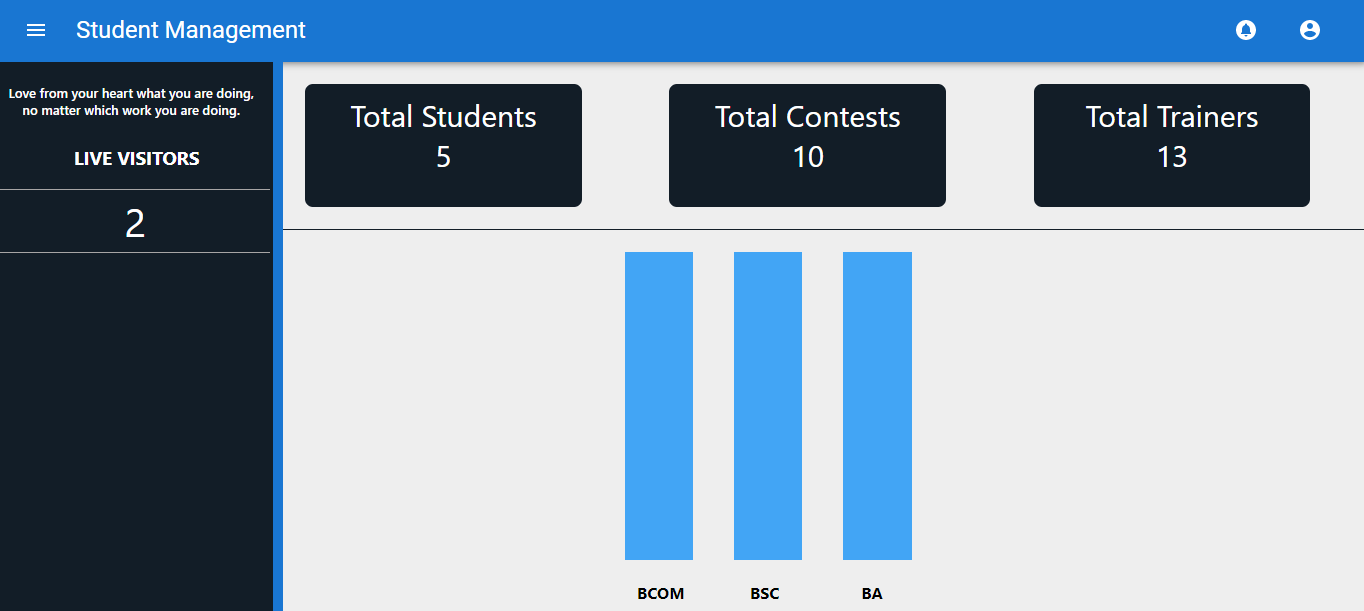 Student Management
Love from your heart what you are doing,
no matter which work you are doing.
LIVE VISITORS
2
Total Students
5
Total Contests
10
Total Trainers
13
BCOM
BSC
BA